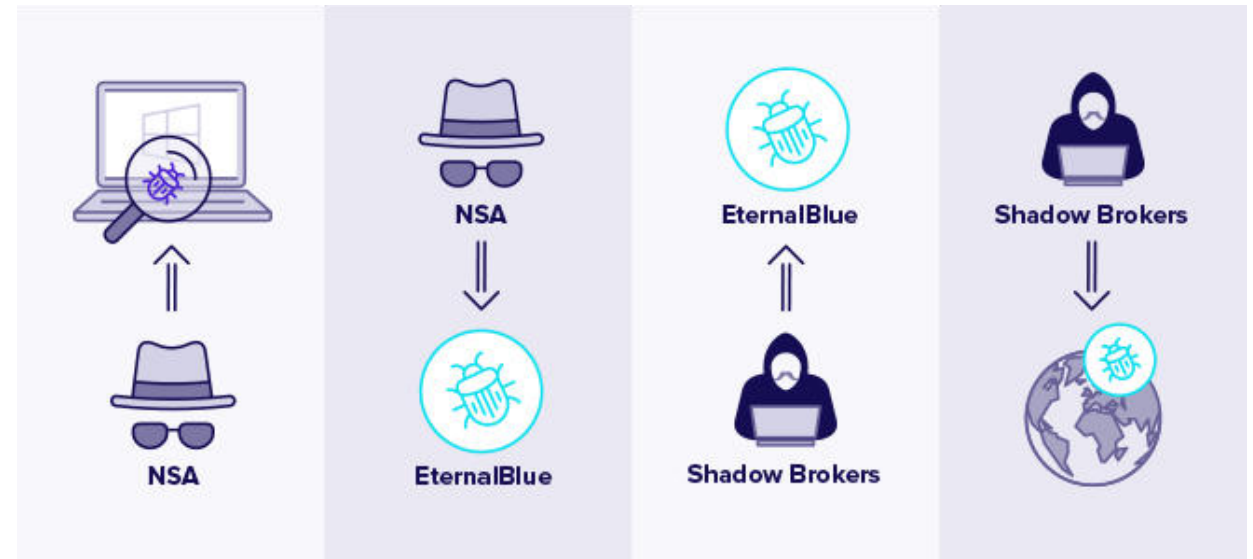 NSA
EternalBlue
Shadow Brokers
NSA
EternalBlue
Shadow Brokers